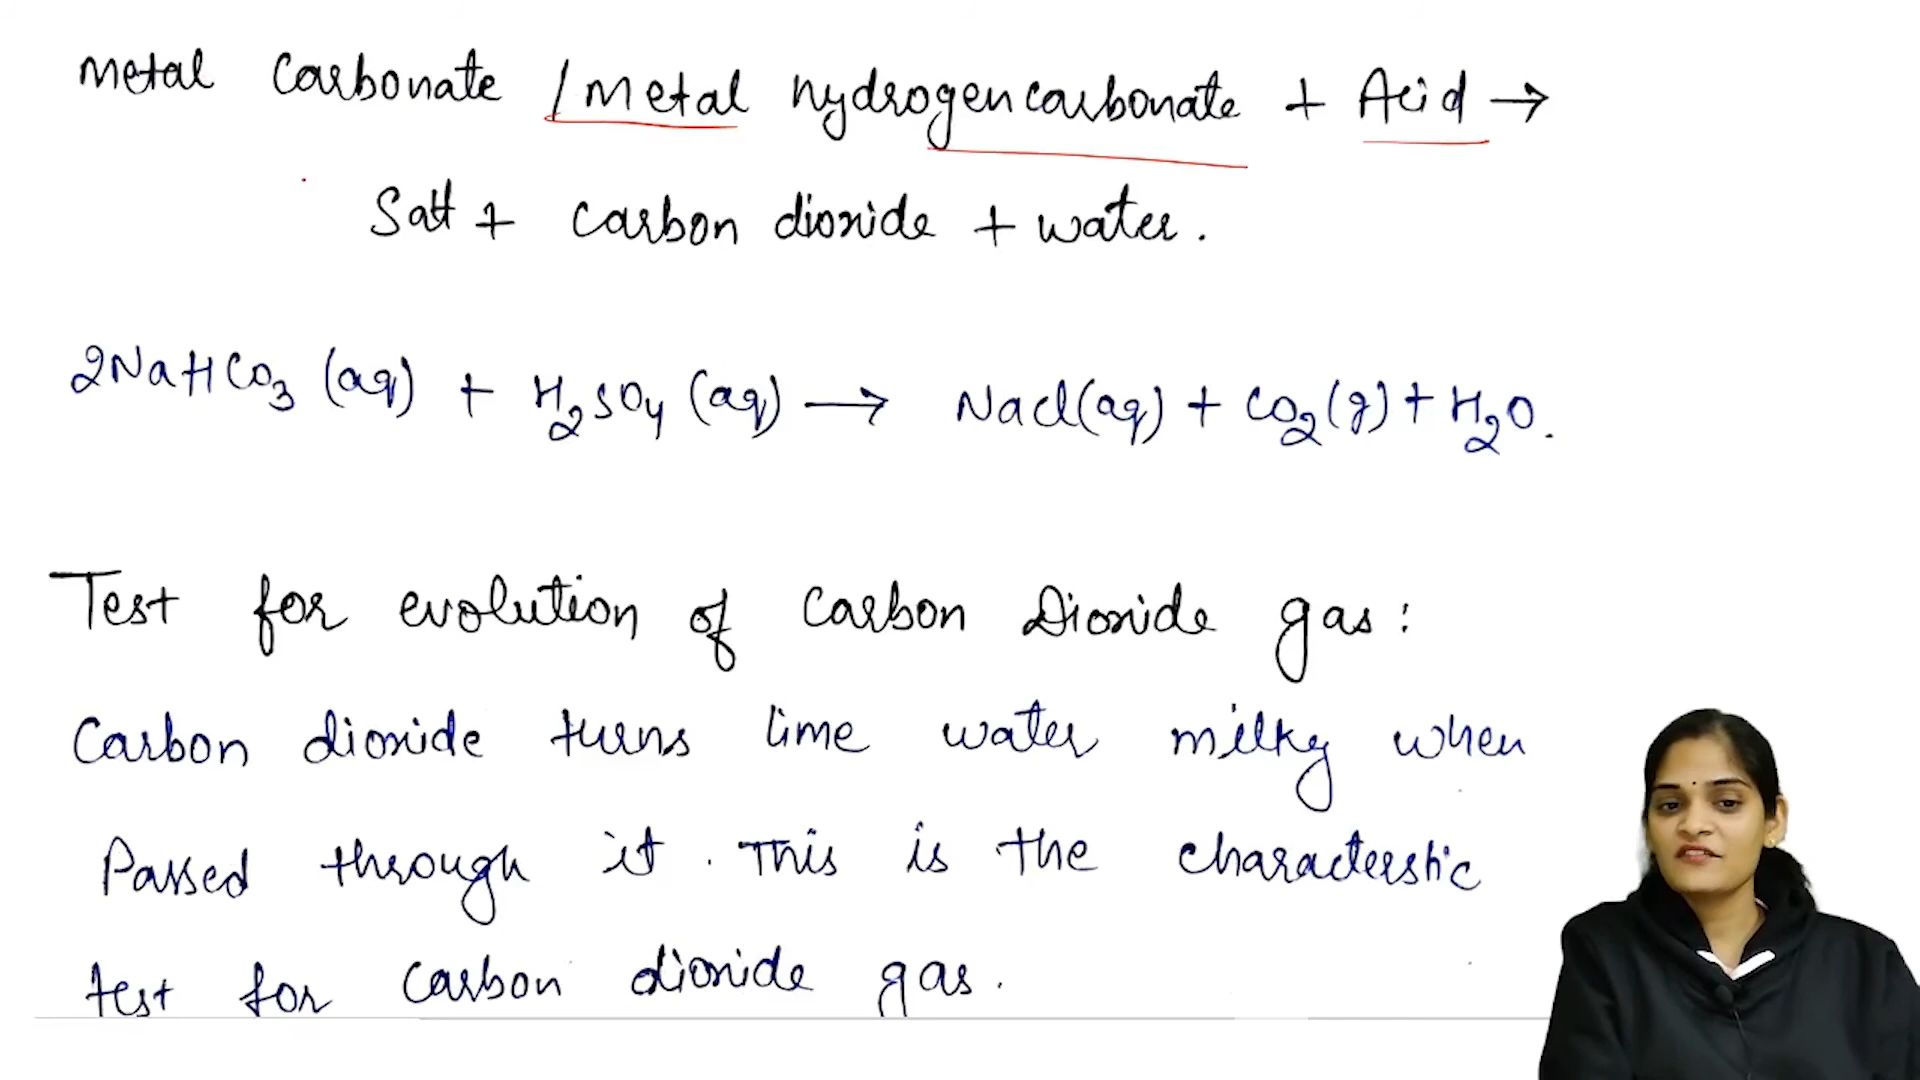 Metal Carbonate / Metal hydrogencarbonate + Acid →
Salt + carbon dioxide + water.
2NaHCO3 (aq) + H2SO4 (aq) → NaCl(aq) + CO2(g) + H2O.
Test for evolution of Carbon Dioxide gas:
Carbon dioxide turns lime water milky when
Passed through it. This is the characterstic
test for carbon dioxide gas.